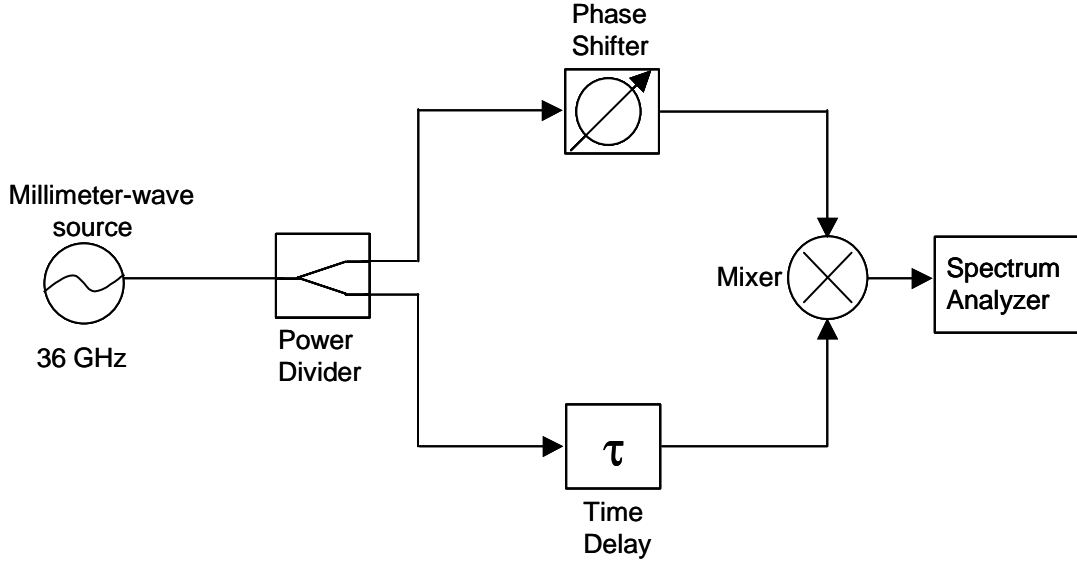 Phase
Shifter
Millimeter-wave
source
36 GHz
Power
Divider
Mixer
Spectrum
Analyzer
τ
Time
Delay